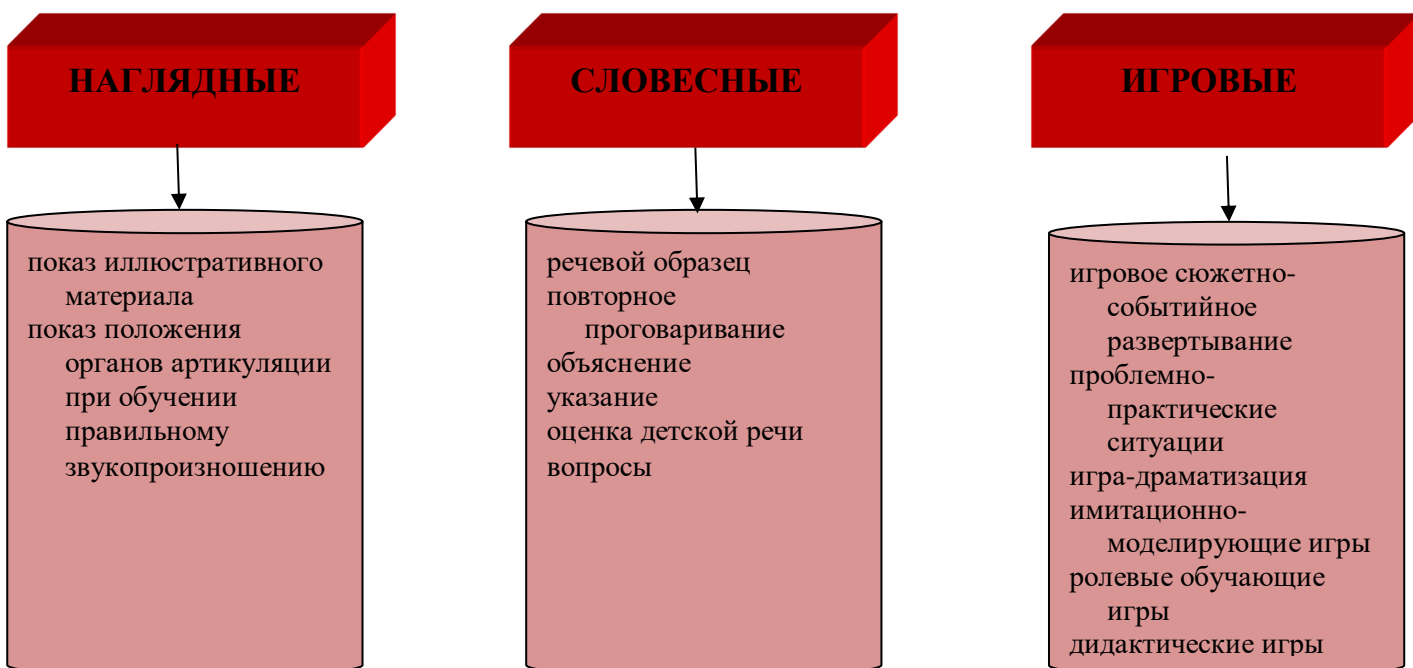 НАГЛЯДНЫЕ
показ иллюстративного
материала
показ положения
органов артикуляции
при обучении
правильному
звукопроизношению
СЛОВЕСНЫЕ
речевой образец
повторное
проговаривание
объяснение
указание
оценка детской речи
вопросы
ИГРОВЫЕ
игровое сюжетно-
событийное
развертывание
проблемно-
практические
ситуации
игра-драматизация
имитационно-
моделирующие игры
ролевые обучающие
игры
дидактические игры